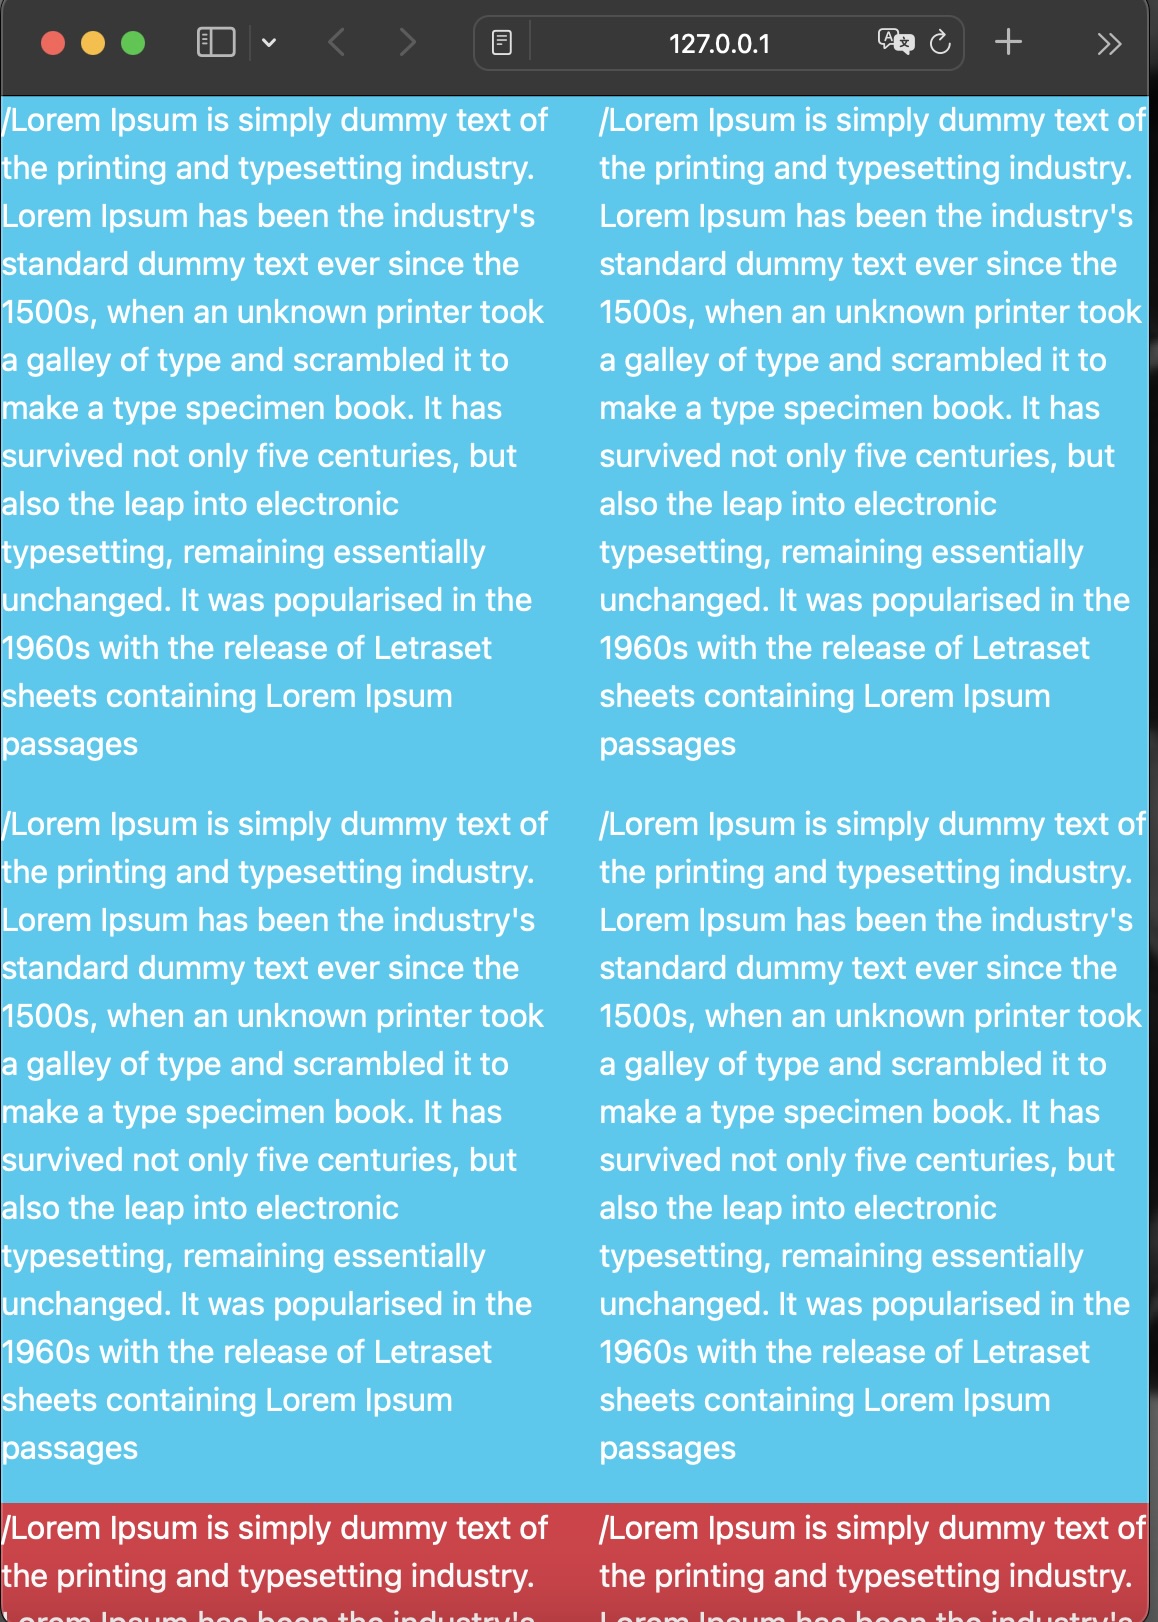 127.0.0.1
/Lorem Ipsum is simply dummy text of
the printing and typesetting industry.
Lorem Ipsum has been the industry's
standard dummy text ever since the
1500s, when an unknown printer took
a galley of type and scrambled it to
make a type specimen book. It has
survived not only five centuries, but
also the leap into electronic
typesetting, remaining essentially
unchanged. It was popularised in the
1960s with the release of Letraset
sheets containing Lorem Ipsum
passages
/Lorem Ipsum is simply dummy text of
the printing and typesetting industry.
Lorem Ipsum has been the industry's
standard dummy text ever since the
1500s, when an unknown printer took
a galley of type and scrambled it to
make a type specimen book. It has
survived not only five centuries, but
also the leap into electronic
typesetting, remaining essentially
unchanged. It was popularised in the
1960s with the release of Letraset
sheets containing Lorem Ipsum
passages
/Lorem Ipsum is simply dummy text of
the printing and typesetting industry.
Lorem Ipsum has been the industry's
standard dummy text ever since the
1500s, when an unknown printer took
a galley of type and scrambled it to
make a type specimen book. It has
survived not only five centuries, but
also the leap into electronic
typesetting, remaining essentially
unchanged. It was popularised in the
1960s with the release of Letraset
sheets containing Lorem Ipsum
passages
/Lorem Ipsum is simply dummy text of
the printing and typesetting industry.
Lorem Ipsum has been the industry's
standard dummy text ever since the
1500s, when an unknown printer took
a galley of type and scrambled it to
make a type specimen book. It has
survived not only five centuries, but
also the leap into electronic
typesetting, remaining essentially
unchanged. It was popularised in the
1960s with the release of Letraset
sheets containing Lorem Ipsum
passages
/Lorem Ipsum is simply dummy text of
the printing and typesetting industry.
Lorem Ipsum has been the industry's
/Lorem Ipsum is simply dummy text of
the printing and typesetting industry.
Lorem Ipsum has been the industry's